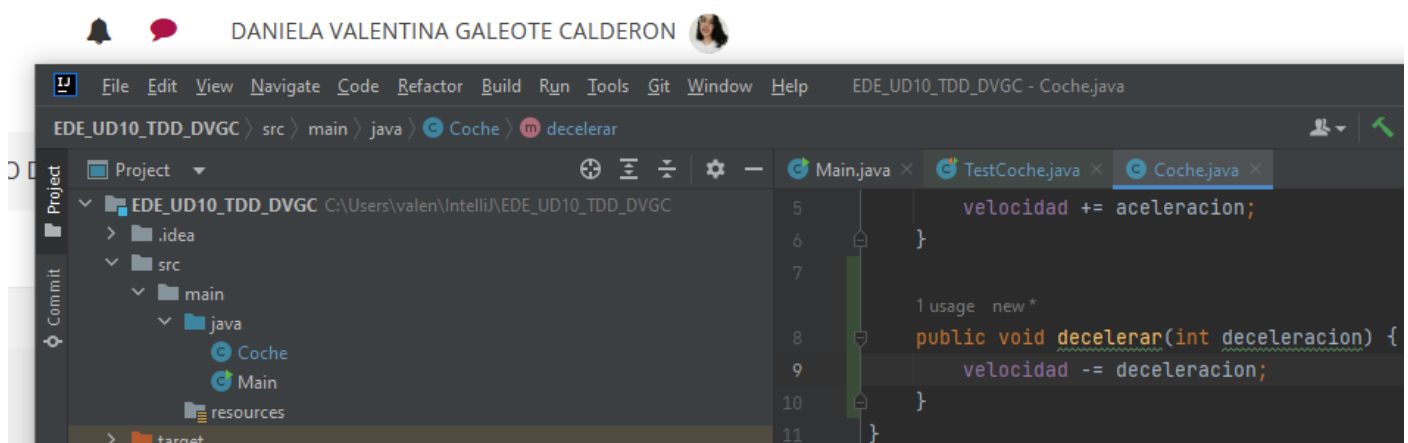 DANIELA VALENTINA GALEOTE CALDERON
IJ File Edit View Navigate Code Refactor Build Run Tools Git Window Help EDE_UD10_TDD_DVGC - Coche.java
EDE_UD10_TDD_DVGC src main java C Coche m decelerar
Project
Commit
Project
EDE_UD10_TDD_DVGC C:\Users\valen\IntelliJ\EDE_UD10_TDD_DVGC
.idea
src
main
java
C Coche
C Main
resources
target
Main.java TestCoche.java Coche.java
5 velocidad += aceleracion;
6 }
7
1 usage new *
8 public void decelerar(int deceleracion) {
9 velocidad -= deceleracion;
10 }
11 }